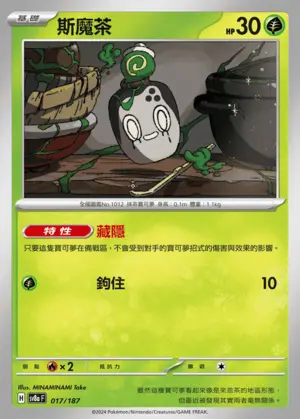 基礎
斯魔茶
HP 30
全國圖鑑No.1012 抹茶寶可夢 身高：0.1m 體重：1.1kg
特性 藏隱
只要這隻寶可夢在備戰區，不會受到對手的寶可夢招式的傷害與效果的影響。
鉤住 10
弱點 ×2 抵抗力 撤退
Illus. MINAMINAMI Take
H sv8a F 017/187
©2024 Pokémon/Nintendo/Creatures/GAME FREAK.